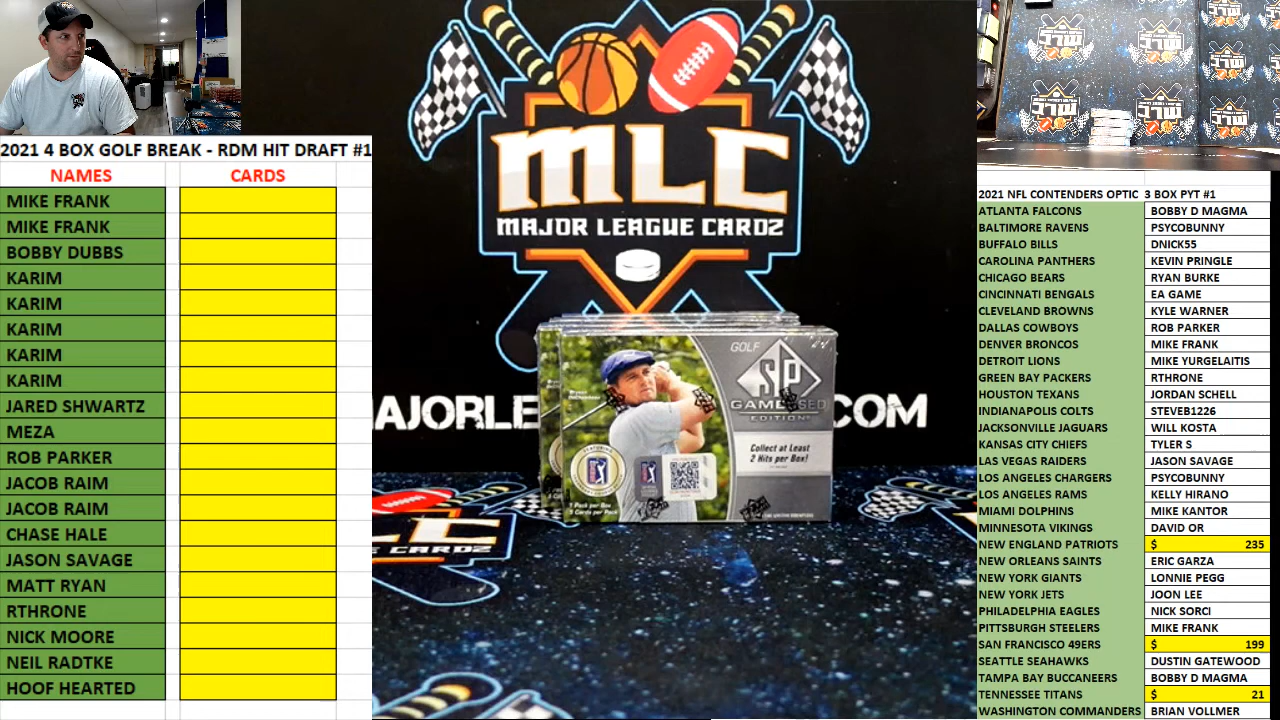 2021 4 BOX GOLF BREAK - RDM HIT DRAFT #1
NAMES CARDS
MIKE FRANK
MIKE FRANK
BOBBY DUBBS
KARIM
KARIM
KARIM
KARIM
KARIM
JARED SHWARTZ
MEZA
ROB PARKER
JACOB RAIM
JACOB RAIM
CHASE HALE
JASON SAVAGE
MATT RYAN
RTHRONE
NICK MOORE
NEIL RADTKE
HOOF HEARTED
MLC
MAJOR LEAGUE CARDZ
MAJORLE COM
GOLF
SP
GAME USED
EDITION
Collect at Least
2 Hits per Box!
1 Pack per Box
5 Cards per Pack
LC
CARDZ
2021 NFL CONTENDERS OPTIC 3 BOX PYT #1
ATLANTA FALCONS BOBBY D MAGMA
BALTIMORE RAVENS PSYCOBUNNY
BUFFALO BILLS DNICK55
CAROLINA PANTHERS KEVIN PRINGLE
CHICAGO BEARS RYAN BURKE
CINCINNATI BENGALS EA GAME
CLEVELAND BROWNS KYLE WARNER
DALLAS COWBOYS ROB PARKER
DENVER BRONCOS MIKE FRANK
DETROIT LIONS MIKE YURGELAITIS
GREEN BAY PACKERS RTHRONE
HOUSTON TEXANS JORDAN SCHELL
INDIANAPOLIS COLTS STEVEB1226
JACKSONVILLE JAGUARS WILL KOSTA
KANSAS CITY CHIEFS TYLER S
LAS VEGAS RAIDERS JASON SAVAGE
LOS ANGELES CHARGERS PSYCOBUNNY
LOS ANGELES RAMS KELLY HIRANO
MIAMI DOLPHINS MIKE KANTOR
MINNESOTA VIKINGS DAVID OR
NEW ENGLAND PATRIOTS $ 235
NEW ORLEANS SAINTS ERIC GARZA
NEW YORK GIANTS LONNIE PEGG
NEW YORK JETS JOON LEE
PHILADELPHIA EAGLES NICK SORCI
PITTSBURGH STEELERS MIKE FRANK
SAN FRANCISCO 49ERS $ 199
SEATTLE SEAHAWKS DUSTIN GATEWOOD
TAMPA BAY BUCCANEERS BOBBY D MAGMA
TENNESSEE TITANS $ 21
WASHINGTON COMMANDERS BRIAN VOLLMER